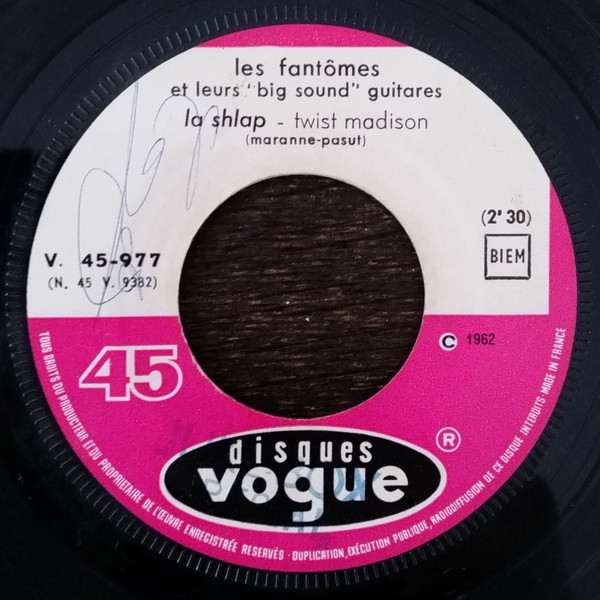 les fantômes
et leurs "big sound" guitares
la shlap - twist madison
(maranne-pasut)
(2' 30)
BIEM
V. 45-977
(N. 45 V. 9382)
© 1962
45
disques
vogue
®
TOUS DROITS DU PRODUCTEUR ET DU PROPRIETAIRE DE L'ŒUVRE ENREGISTRÉE RESERVÉS · DUPLICATION, EXÉCUTION PUBLIQUE, RADIODIFFUSION DE CE DISQUE INTERDITS MADE IN FRANCE